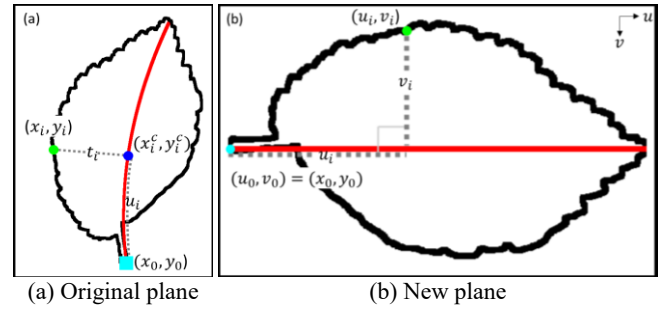 (a)
(x_i, y_i)
t_i
(x_i^c, y_i^c)
u_i
(x_0, y_0)
(a) Original plane
(b)
(u_i, v_i)
u
v
v_i
u_i
(u_0, v_0) = (x_0, y_0)
(b) New plane